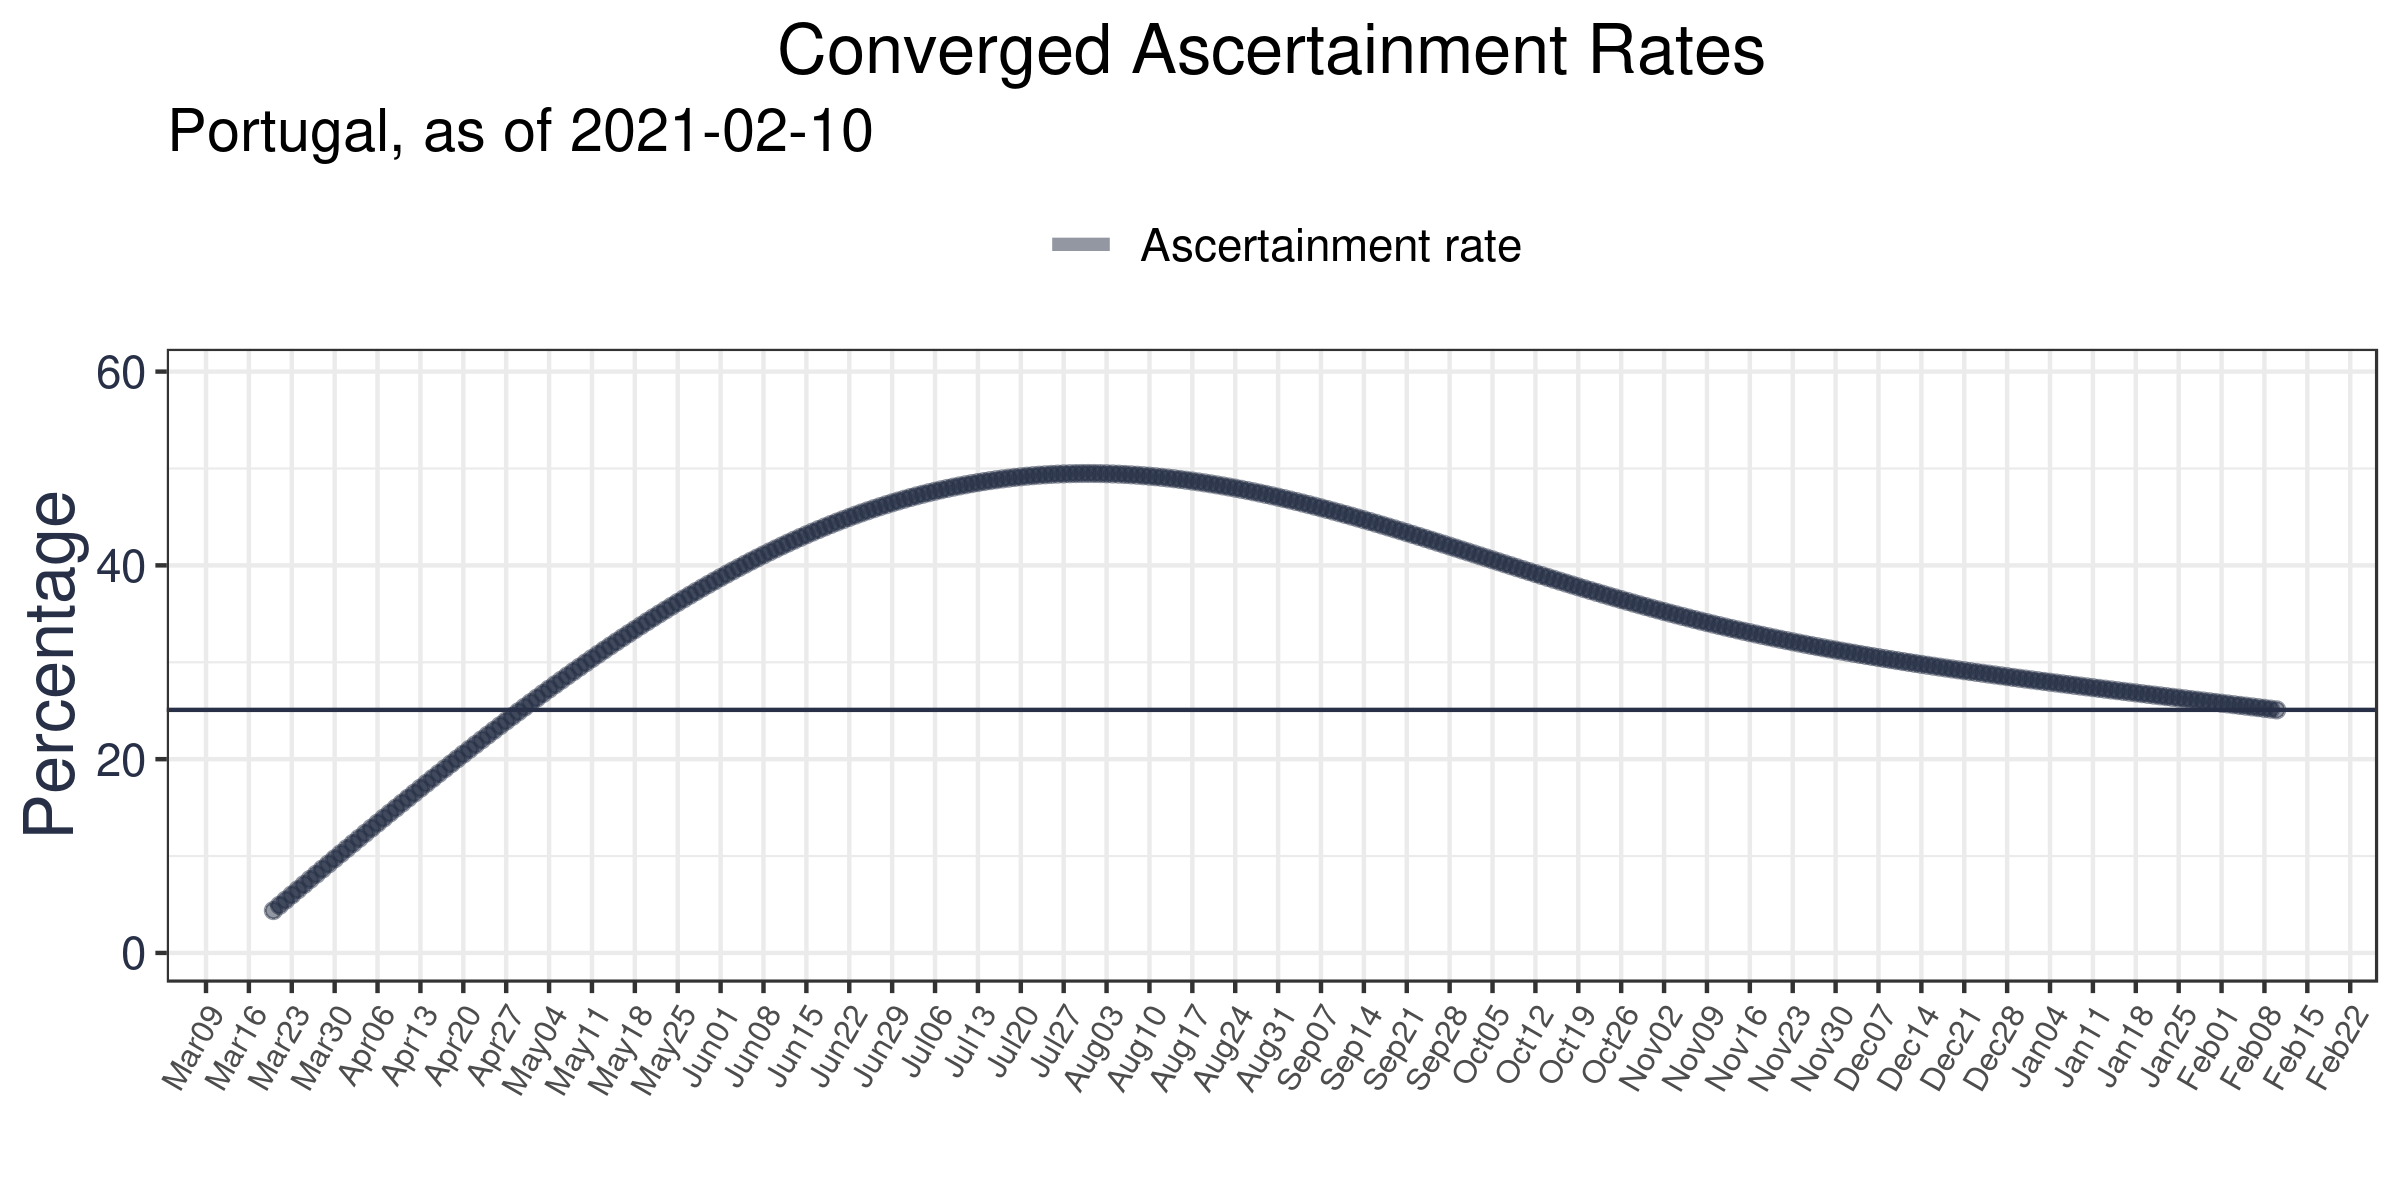 Converged Ascertainment Rates
Portugal, as of 2021-02-10
Ascertainment rate
Percentage
60
40
20
0
Mar09 Mar16 Mar23 Mar30 Apr06 Apr13 Apr20 Apr27 May04 May11 May18 May25 Jun01 Jun08 Jun15 Jun22 Jun29 Jul06 Jul13 Jul20 Jul27 Aug03 Aug10 Aug17 Aug24 Aug31 Sep07 Sep14 Sep21 Sep28 Oct05 Oct12 Oct19 Oct26 Nov02 Nov09 Nov16 Nov23 Nov30 Dec07 Dec14 Dec21 Dec28 Jan04 Jan11 Jan18 Jan25 Feb01 Feb08 Feb15 Feb22